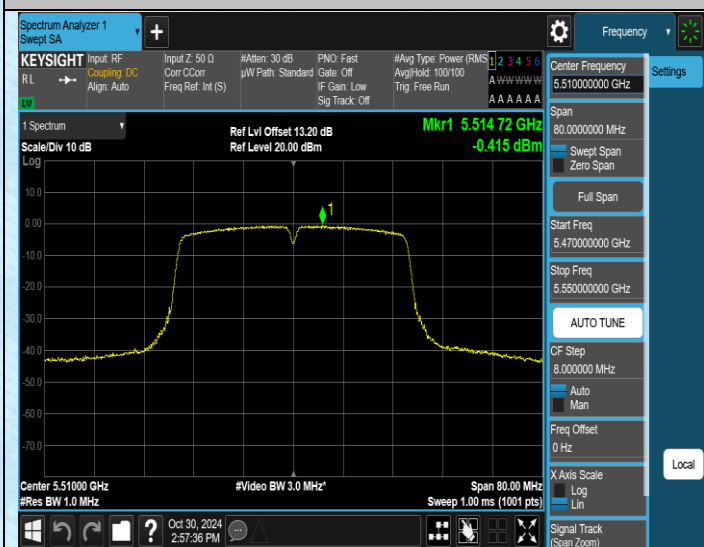 Spectrum Analyzer 1
Swept SA
Frequency
KEYSIGHT
RL
LXI
Input: RF
Coupling: DC
Align: Auto
Input Z: 50 Ω
Corr CCorr
Freq Ref: Int (S)
#Atten: 30 dB
µW Path: Standard
PNO: Fast
Gate: Off
IF Gain: Low
Sig Track: Off
#Avg Type: Power (RMS
Avg|Hold: 100/100
Trig: Free Run
1 2 3 4 5 6
A W W W W W
A A A A A A
1 Spectrum
Scale/Div 10 dB
Ref Lvl Offset 13.20 dB
Ref Level 20.00 dBm
Mkr1 5.514 72 GHz
-0.415 dBm
Log
1
10.0
0.00
-10.0
-20.0
-30.0
-40.0
-50.0
-60.0
-70.0
Center 5.51000 GHz
#Res BW 1.0 MHz
#Video BW 3.0 MHz*
Span 80.00 MHz
Sweep 1.00 ms (1001 pts)
Center Frequency
5.510000000 GHz
Settings
Span
80.0000000 MHz
Swept Span
Zero Span
Full Span
Start Freq
5.470000000 GHz
Stop Freq
5.550000000 GHz
AUTO TUNE
CF Step
8.000000 MHz
Auto
Man
Freq Offset
0 Hz
X Axis Scale
Log
Lin
Local
Signal Track
(Span Zoom)
?
Oct 30, 2024
2:57:36 PM